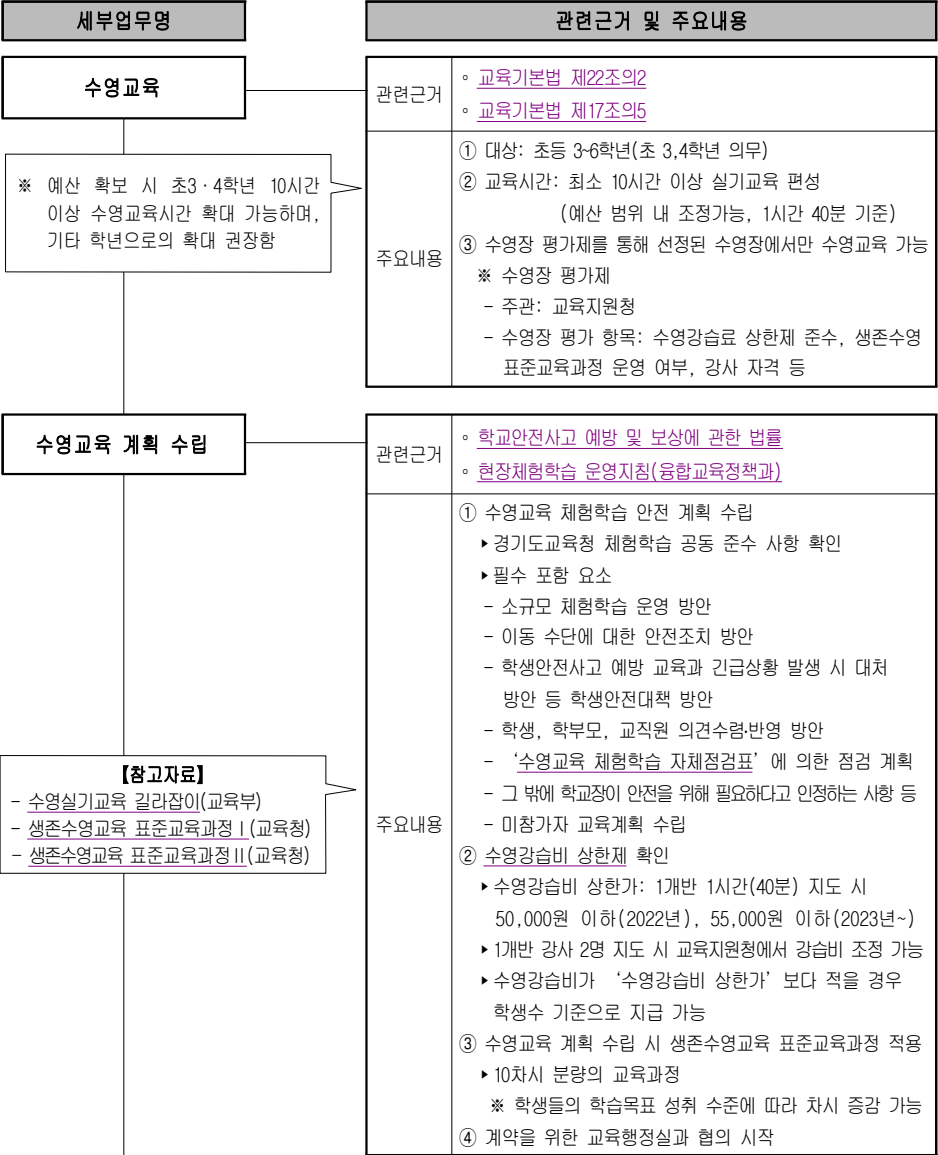 세부업무명
관련근거 및 주요내용
수영교육
관련근거
◦ 교육기본법 제22조의2
◦ 교육기본법 제17조의5
※ 예산 확보 시 초3·4학년 10시간
이상 수영교육시간 확대 가능하며,
기타 학년으로의 확대 권장함
주요내용
① 대상: 초등 3~6학년(초 3,4학년 의무)
② 교육시간: 최소 10시간 이상 실기교육 편성
(예산 범위 내 조정가능, 1시간 40분 기준)
③ 수영장 평가제를 통해 선정된 수영장에서만 수영교육 가능
※ 수영장 평가제
- 주관: 교육지원청
- 수영장 평가 항목: 수영강습료 상한제 준수, 생존수영
표준교육과정 운영 여부, 강사 자격 등
수영교육 계획 수립
관련근거
◦ 학교안전사고 예방 및 보상에 관한 법률
◦ 현장체험학습 운영지침(융합교육정책과)
【참고자료】
- 수영실기교육 길라잡이(교육부)
- 생존수영교육 표준교육과정Ⅰ(교육청)
- 생존수영교육 표준교육과정Ⅱ(교육청)
주요내용
① 수영교육 체험학습 안전 계획 수립
▸경기도교육청 체험학습 공동 준수 사항 확인
▸필수 포함 요소
- 소규모 체험학습 운영 방안
- 이동 수단에 대한 안전조치 방안
- 학생안전사고 예방 교육과 긴급상황 발생 시 대처
방안 등 학생안전대책 방안
- 학생, 학부모, 교직원 의견수렴·반영 방안
- ‘수영교육 체험학습 자체점검표’에 의한 점검 계획
- 그 밖에 학교장이 안전을 위해 필요하다고 인정하는 사항 등
- 미참가자 교육계획 수립
② 수영강습비 상한제 확인
▸수영강습비 상한가: 1개반 1시간(40분) 지도 시
50,000원 이하(2022년), 55,000원 이하(2023년~)
▸1개반 강사 2명 지도 시 교육지원청에서 강습비 조정 가능
▸수영강습비가 ‘수영강습비 상한가’보다 적을 경우
학생수 기준으로 지급 가능
③ 수영교육 계획 수립 시 생존수영교육 표준교육과정 적용
▸10차시 분량의 교육과정
※ 학생들의 학습목표 성취 수준에 따라 차시 증감 가능
④ 계약을 위한 교육행정실과 협의 시작